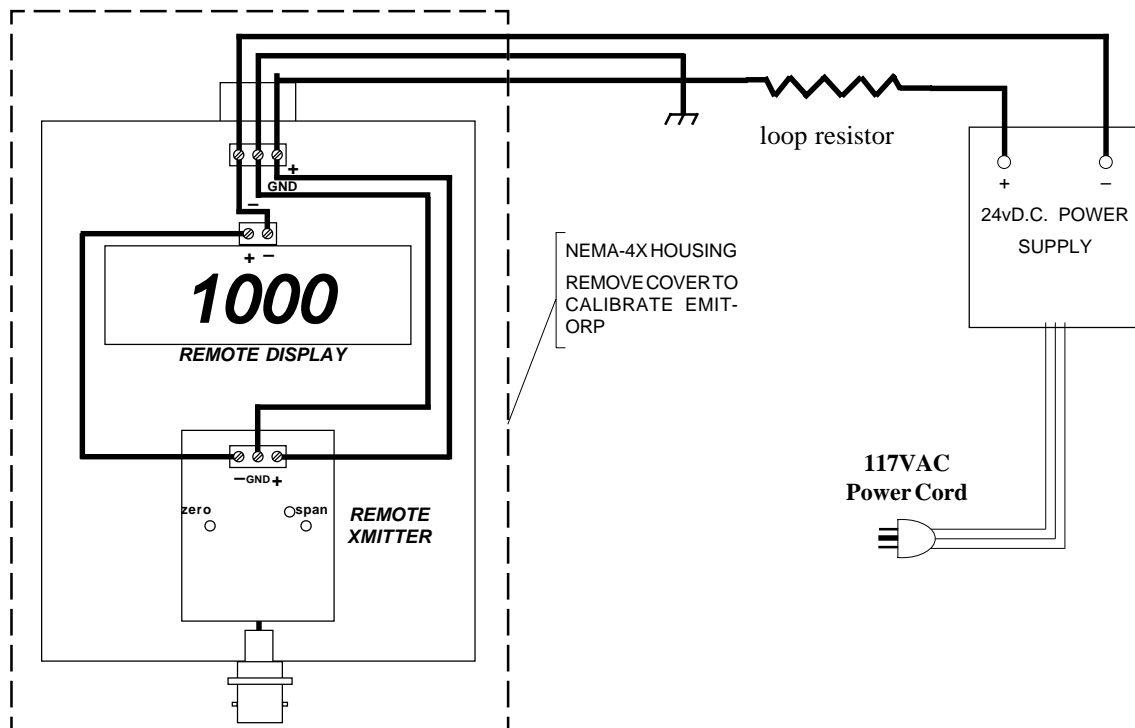 loop resistor
+
GND
−
+ −
1000
REMOTE DISPLAY
−GND+
zero
span
REMOTE
XMITTER
NEMA-4X HOUSING
REMOVE COVER TO
CALIBRATE EMIT-
ORP
+ −
24vD.C. POWER
SUPPLY
117VAC
Power Cord